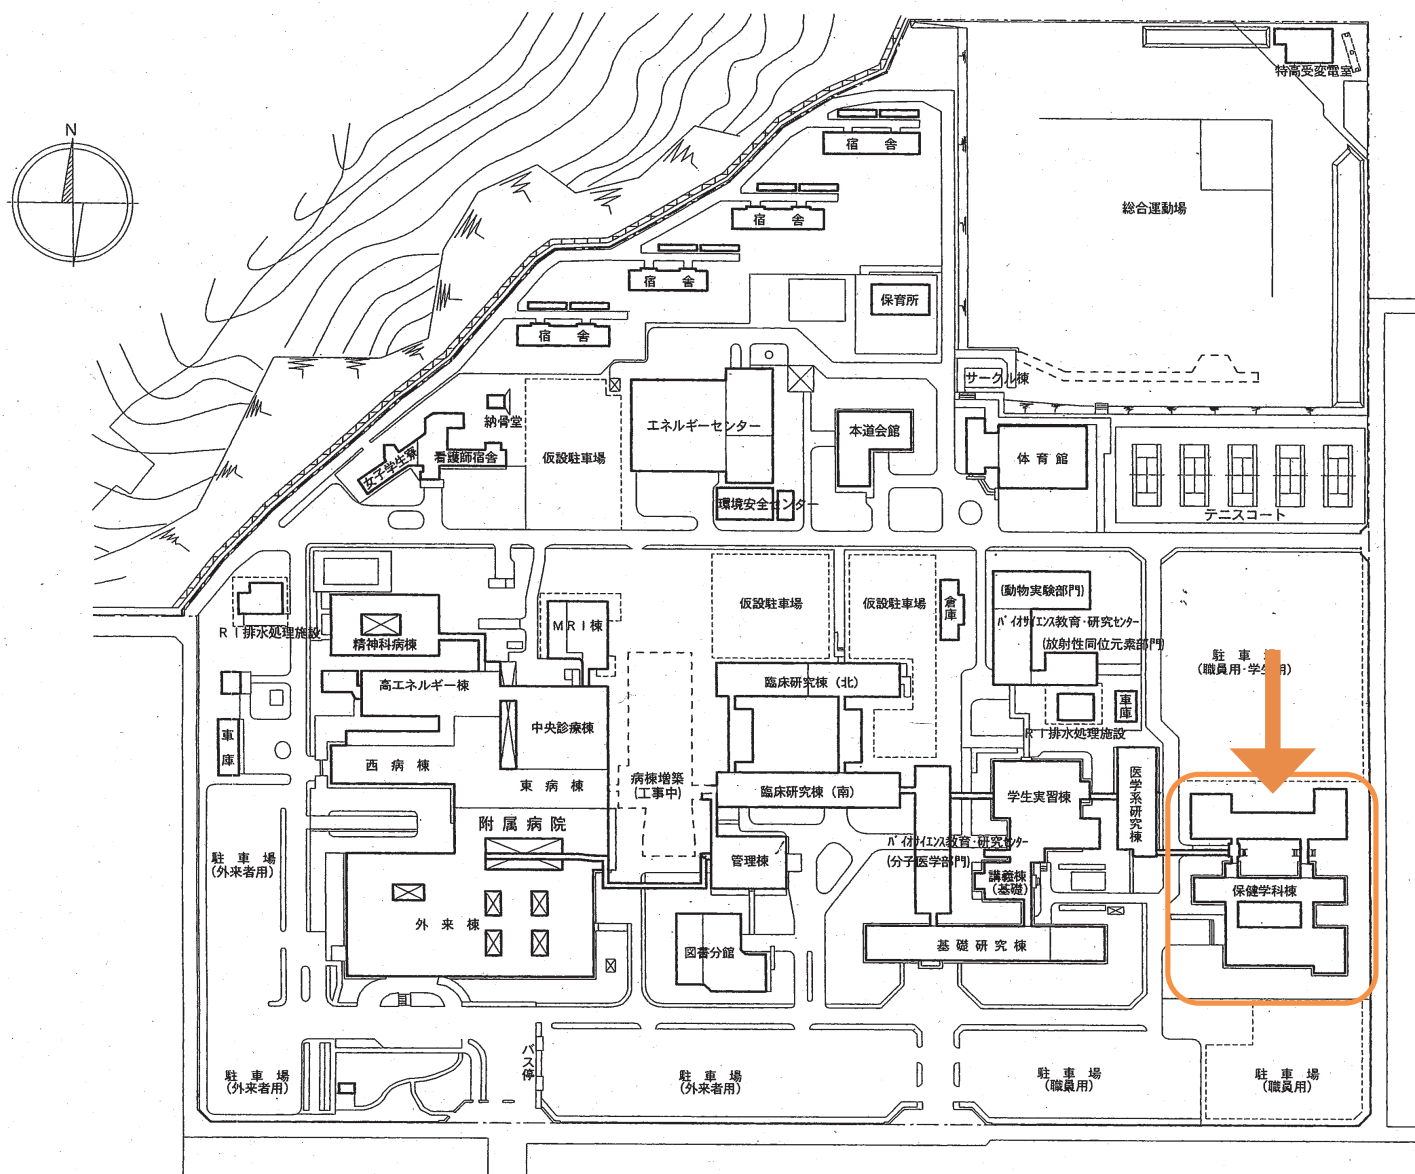 N
特高受変電室
宿舎
宿舎
総合運動場
宿舎
保育所
宿舎
サークル棟
納骨堂
エネルギーセンター
本道会館
看護師宿舎
女子学生寮
仮設駐車場
体育館
環境安全センター
テニスコート
(動物実験部門)
仮設駐車場
仮設駐車場
倉庫
バイオサイエンス教育・研究センター
(放射性同位元素部門)
ＲＩ排水処理施設
精神科病棟
ＭＲＩ棟
駐車場
(職員用・学生用)
高エネルギー棟
臨床研究棟（北）
車庫
中央診療棟
ＲＩ排水処理施設
車庫
西病棟
東病棟
病棟増築
(工事中)
臨床研究棟（南）
学生実習棟
医学系研究棟
附属病院
バイオサイエンス教育・研究センター
(分子医学部門)
駐車場
(外来者用)
管理棟
講義棟
(基礎)
保健学科棟
外来棟
図書分館
基礎研究棟
バス停
駐車場
(外来者用)
駐車場
(外来者用)
駐車場
(職員用)
駐車場
(職員用)